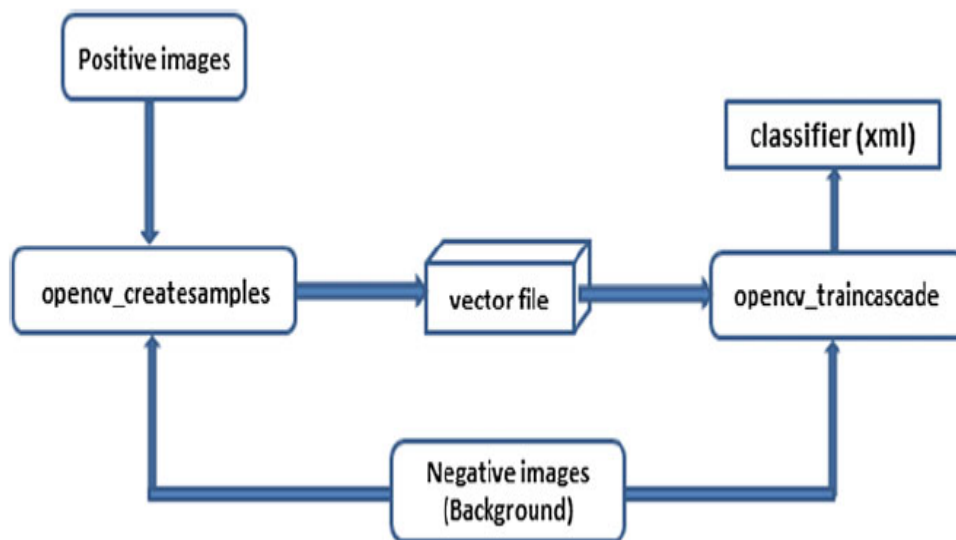 Positive images
classifier (xml)
opencv_createsamples
vector file
opencv_traincascade
Negative images
(Background)